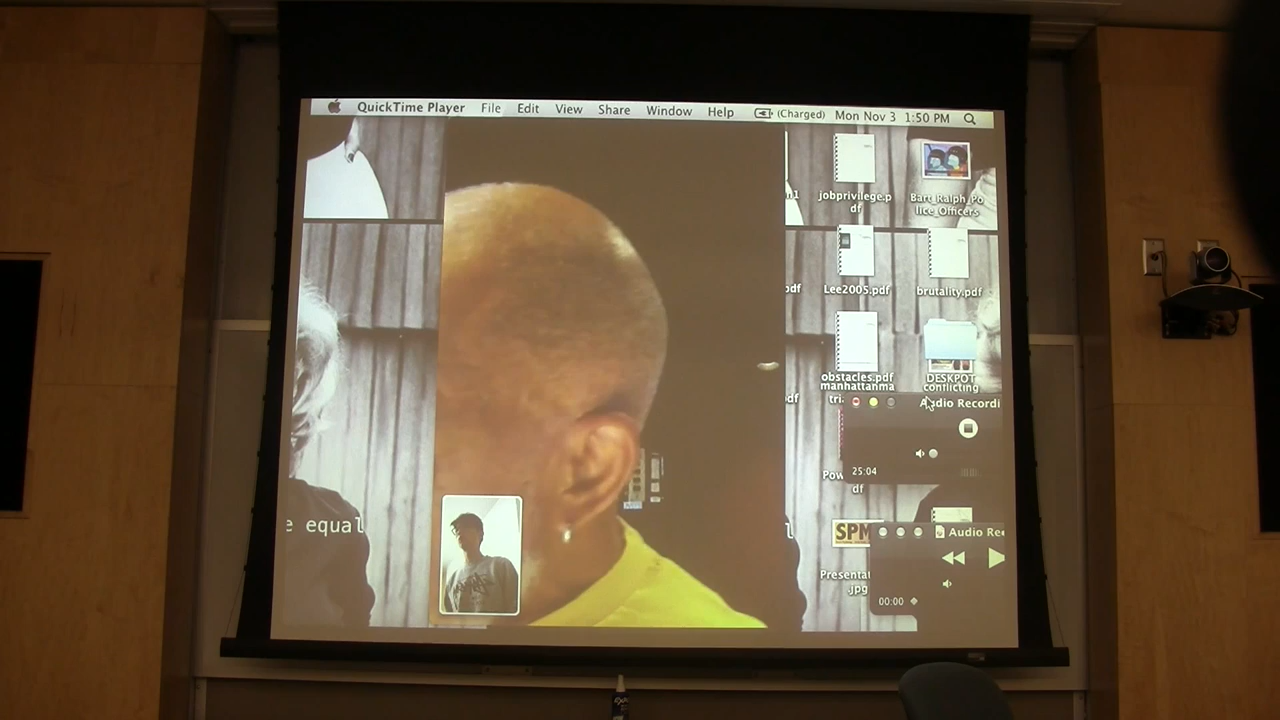 QuickTime Player File Edit View Share Window Help (Charged) Mon Nov 3 1:50 PM
jobprivilege.p
df
Bart_Ralph_Po
lice_Officers
Lee2005.pdf
brutality.pdf
obstacles.pdf
manhattanma
DESKPOT
conflicting
Audio Recordi
25:04
df
e equal
SPM
Audio Re
Presenta
.jpg
00:00